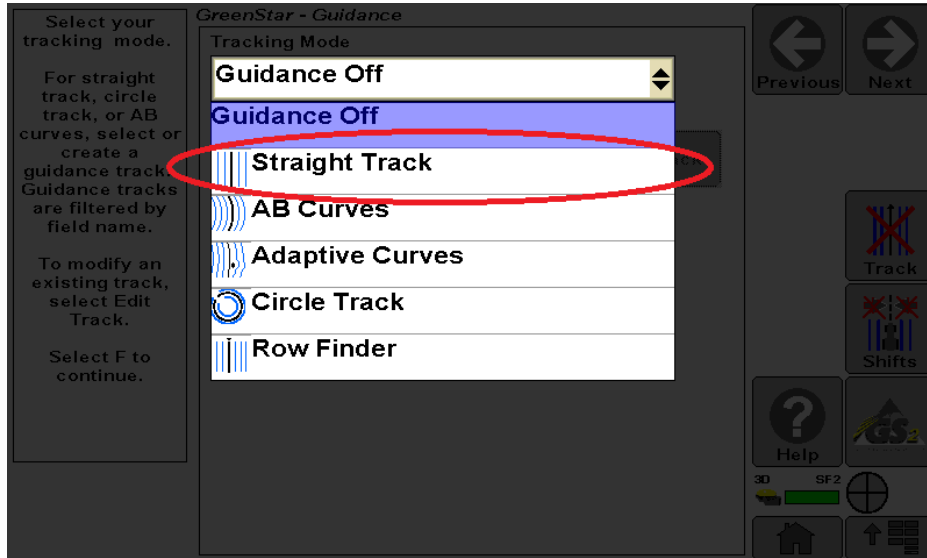 Select your
tracking mode.
For straight
track, circle
track, or AB
curves, select or
create a
guidance track.
Guidance tracks
are filtered by
field name.
To modify an
existing track,
select Edit
Track.
Select F to
continue.
GreenStar - Guidance
Tracking Mode
Guidance Off
Guidance Off
Straight Track
AB Curves
Adaptive Curves
Circle Track
Row Finder
Previous
Next
Track
Shifts
Help
GS2
3D SF2